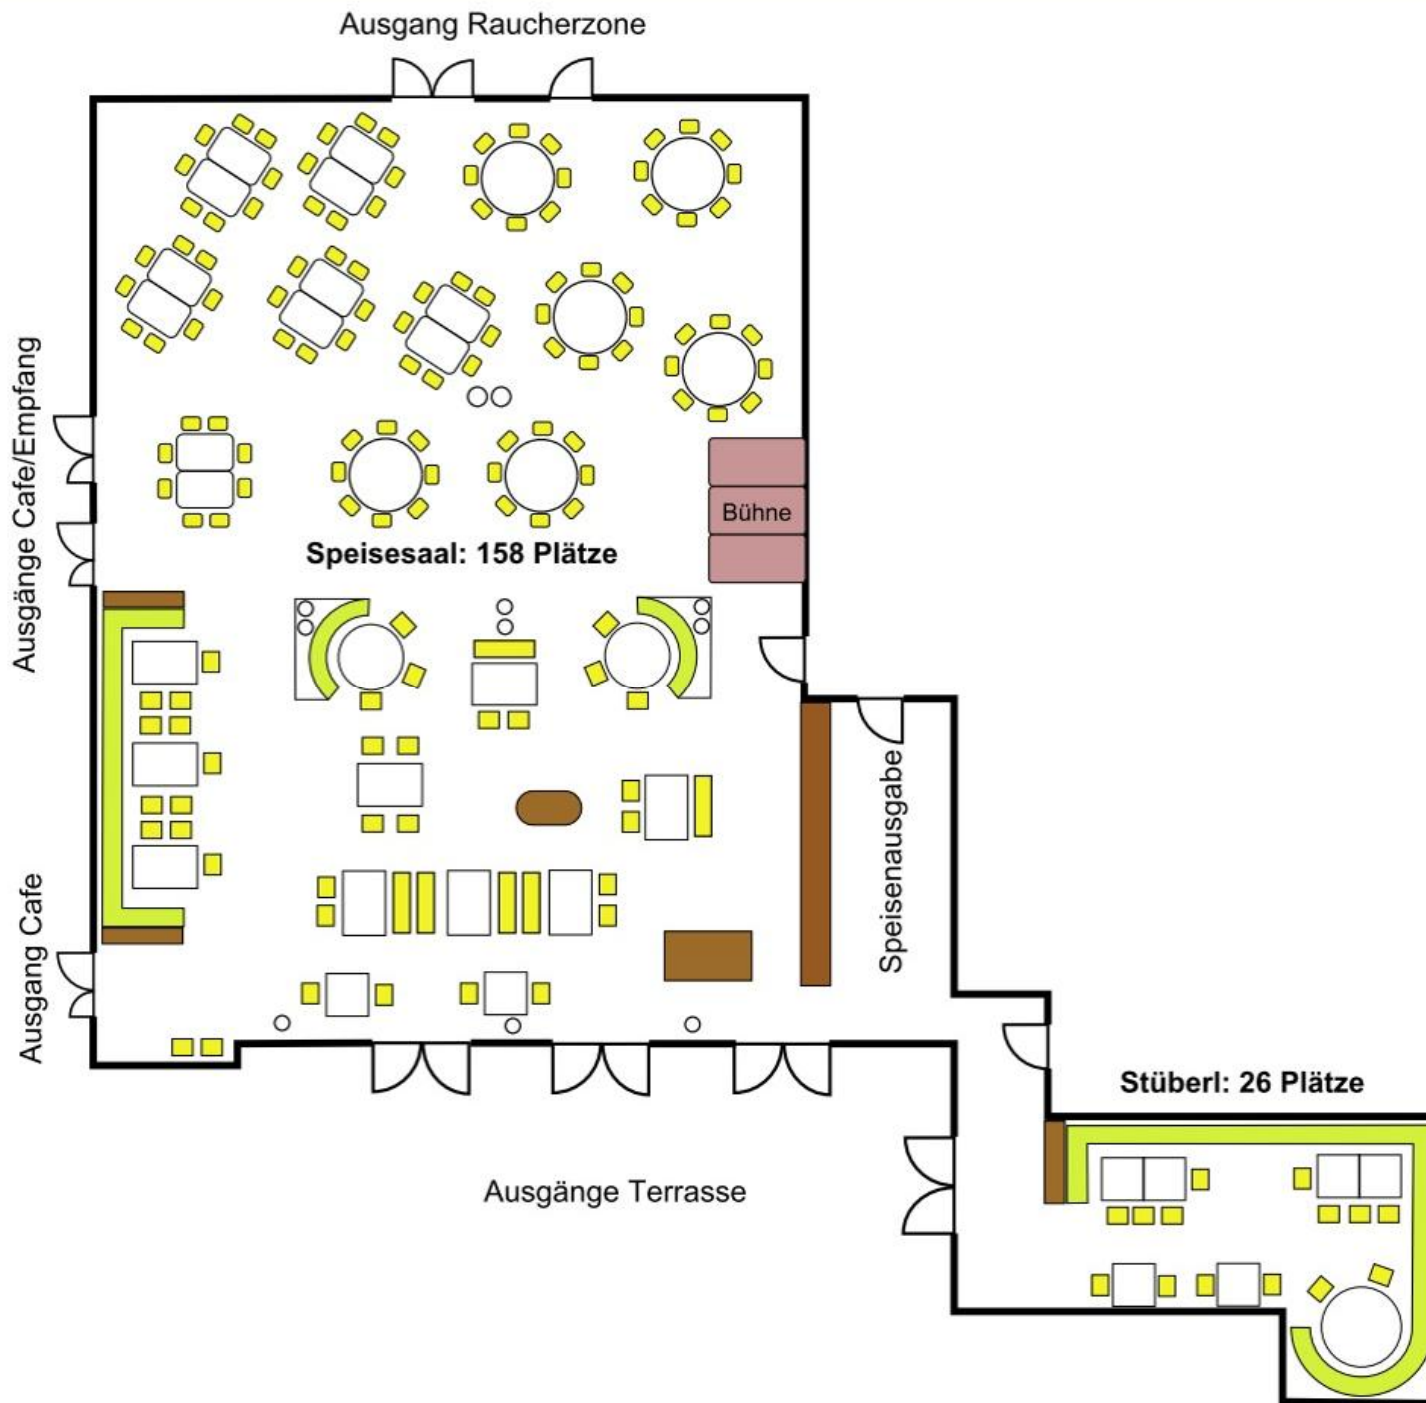 Ausgang Raucherzone
Ausgänge Cafe/Empfang
Bühne
Speisesaal: 158 Plätze
Speisenausgabe
Ausgang Cafe
Stüberl: 26 Plätze
Ausgänge Terrasse